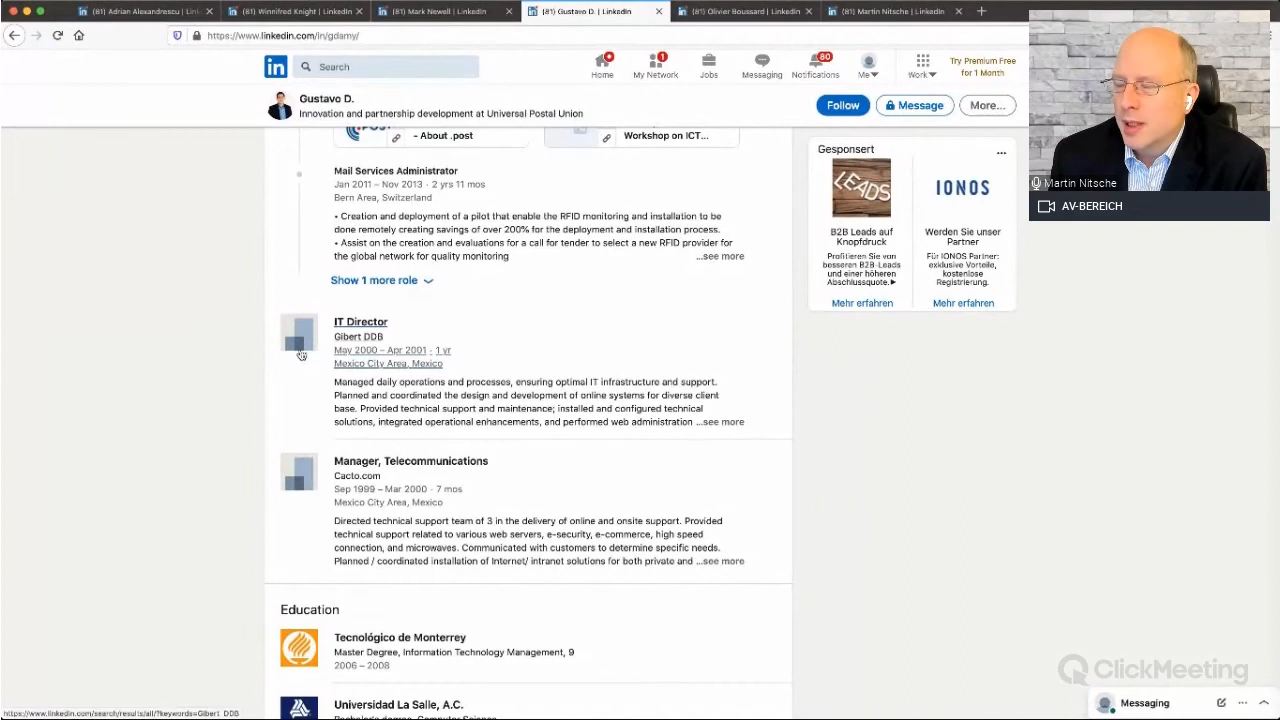 (81) Adrian Alexandrescu | Link
(81) Winnifred Knight | LinkedIn
(81) Mark Newell | LinkedIn
(81) Gustavo D. | LinkedIn
(81) Olivier Boussard | LinkedIn
(81) Martin Nitsche | LinkedIn
https://www.linkedin.com/in/gdamy/
Search
Home
1
My Network
Jobs
Messaging
80
Notifications
Me
Work
Try Premium Free
for 1 Month
Gustavo D.
Innovation and partnership development at Universal Postal Union
Follow
Message
More...
- About .post
Workshop on ICT...
Mail Services Administrator
Jan 2011 – Nov 2013 · 2 yrs 11 mos
Bern Area, Switzerland
• Creation and deployment of a pilot that enable the RFID monitoring and installation to be
done remotely creating savings of over 200% for the deployment and installation process.
• Assist on the creation and evaluations for a call for tender to select a new RFID provider for
the global network for quality monitoring ...see more
Show 1 more role
IT Director
Gibert DDB
May 2000 – Apr 2001 · 1 yr
Mexico City Area, Mexico
Managed daily operations and processes, ensuring optimal IT infrastructure and support.
Planned and coordinated the design and development of online systems for diverse client
base. Provided technical support and maintenance; installed and configured technical
solutions, integrated operational enhancements, and performed web administration ...see more
Manager, Telecommunications
Cacto.com
Sep 1999 – Mar 2000 · 7 mos
Mexico City Area, Mexico
Directed technical support team of 3 in the delivery of online and onsite support. Provided
technical support related to various web servers, e-security, e-commerce, high speed
connection, and microwaves. Communicated with customers to determine specific needs.
Planned / coordinated installation of Internet/ intranet solutions for both private and ...see more
Education
Tecnológico de Monterrey
Master Degree, Information Technology Management, 9
2006 – 2008
Universidad La Salle, A.C.
Gesponsert
LEADS
IONOS
B2B Leads auf
Knopfdruck
Profitieren Sie von
besseren B2B-Leads
und einer höheren
Abschlussquote.
Mehr erfahren
Werden Sie unser
Partner
Für IONOS Partner:
exklusive Vorteile,
kostenlose
Registrierung.
Mehr erfahren
Martin Nitsche
AV-BEREICH
ClickMeeting
Messaging
https://www.linkedin.com/search/results/all/?keywords=Gibert_DDB